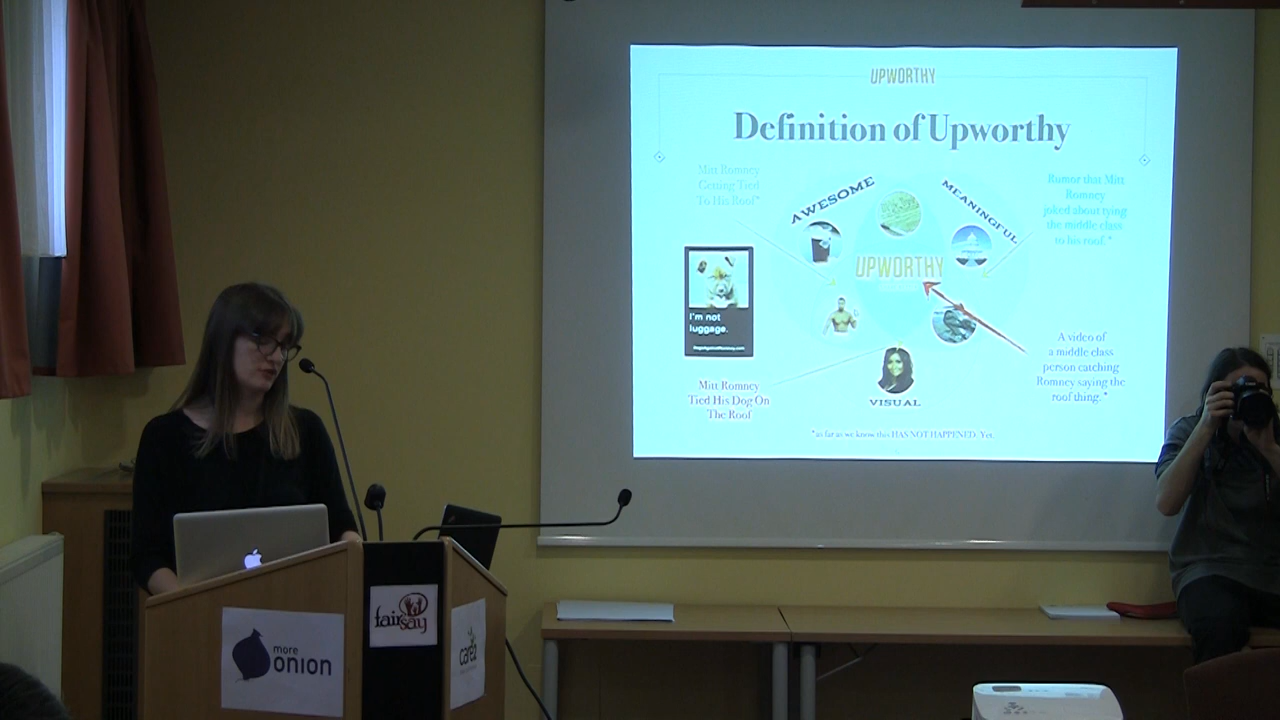 UPWORTHY
Definition of Upworthy
Mitt Romney
Getting Tied
To His Roof*
AWESOME
MEANINGFUL
Rumor that Mitt
Romney
joked about tying
the middle class
to his roof.*
UPWORTHY
I'm not
luggage.
A video of
a middle class
person catching
Romney saying the
roof thing.*
Mitt Romney
Tied His Dog On
The Roof
VISUAL
*as far as we know this HAS NOT HAPPENED. Yet.
more
onion
fairsay
carea